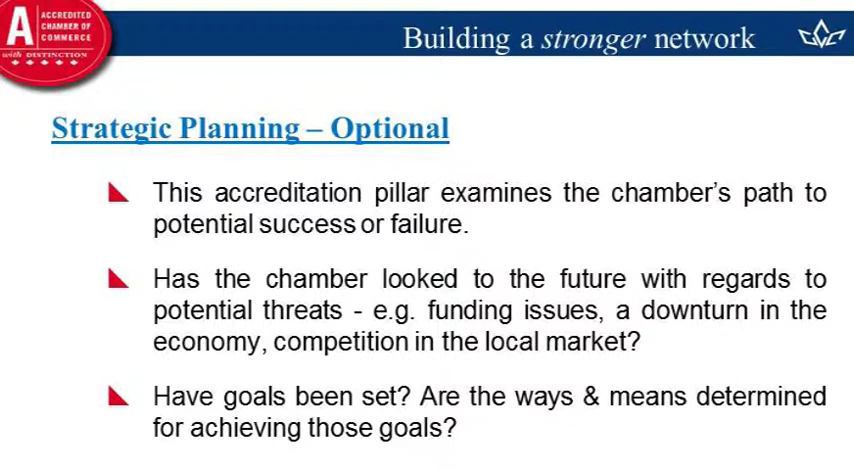 A
ACCREDITED
CHAMBER OF
COMMERCE
with DISTINCTION
Building a stronger network
Strategic Planning – Optional
This accreditation pillar examines the chamber's path to
potential success or failure.
Has the chamber looked to the future with regards to
potential threats - e.g. funding issues, a downturn in the
economy, competition in the local market?
Have goals been set? Are the ways & means determined
for achieving those goals?